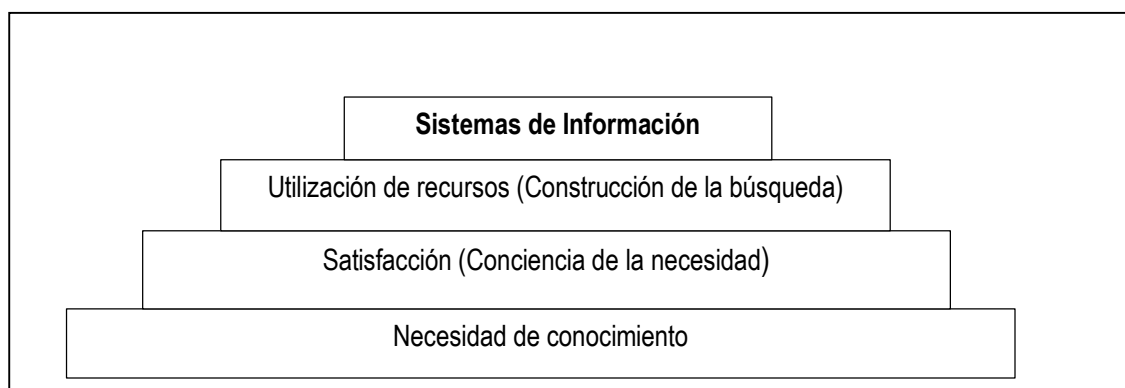 Sistemas de Información
Utilización de recursos (Construcción de la búsqueda)
Satisfacción (Conciencia de la necesidad)
Necesidad de conocimiento